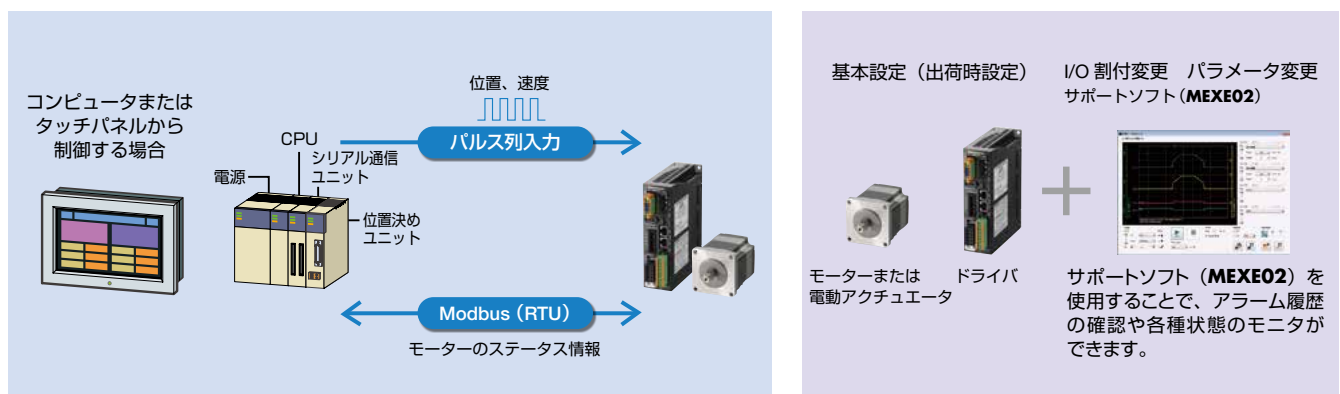 コンピュータまたは
タッチパネルから
制御する場合
電源
CPU
シリアル通信
ユニット
位置決め
ユニット
位置、速度
パルス列入力
Modbus（RTU）
モーターのステータス情報
基本設定（出荷時設定）
I/O 割付変更　パラメータ変更
サポートソフト（MEXE02）
モーターまたは
電動アクチュエータ
ドライバ
サポートソフト（MEXE02）を
使用することで、アラーム履歴
の確認や各種状態のモニタが
できます。